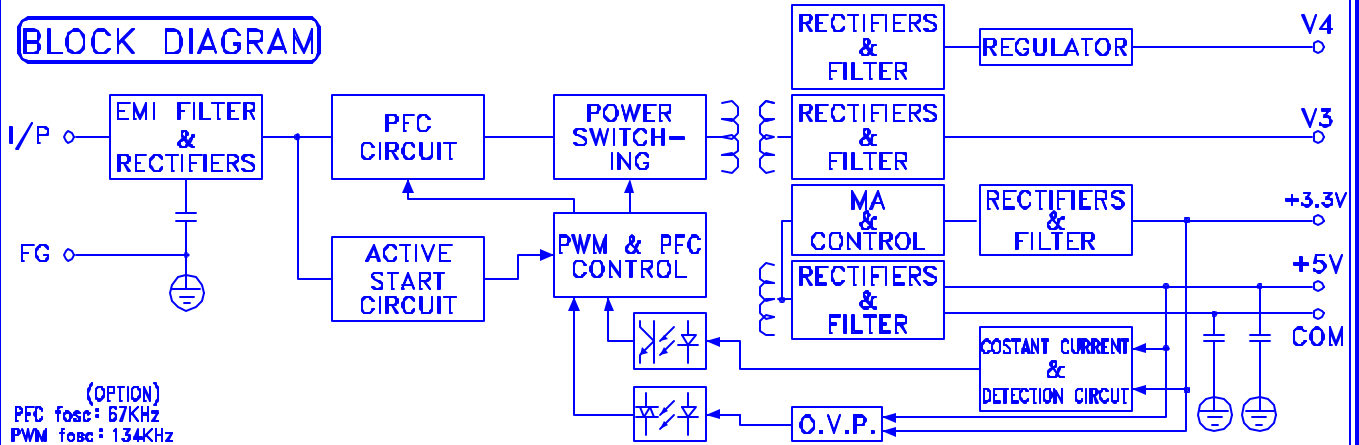 BLOCK DIAGRAM
RECTIFIERS
&
FILTER
REGULATOR
V4
I/P
EMI FILTER
&
RECTIFIERS
PFC
CIRCUIT
POWER
SWITCH-
ING
RECTIFIERS
&
FILTER
V3
MA
&
CONTROL
RECTIFIERS
&
FILTER
+3.3V
FG
ACTIVE
START
CIRCUIT
PWM & PFC
CONTROL
RECTIFIERS
&
FILTER
+5V
COM
COSTANT CURRENT
&
DETECTION CIRCUT
O.V.P.
(OPTION)
PFC fosc: 67KHz
PWM fosc: 134KHz